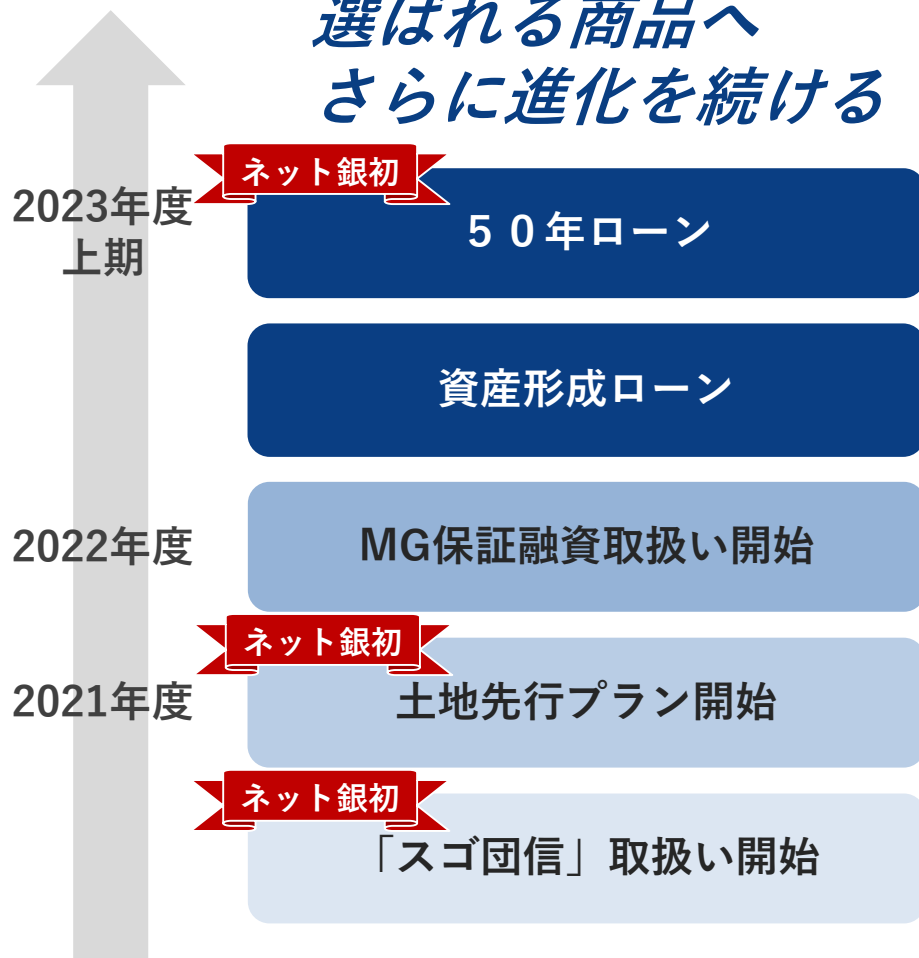 選ばれる商品へ
さらに進化を続ける
ネット銀初
2023年度
上期
５０年ローン
資産形成ローン
2022年度
MG保証融資取扱い開始
ネット銀初
2021年度
土地先行プラン開始
ネット銀初
「スゴ団信」取扱い開始